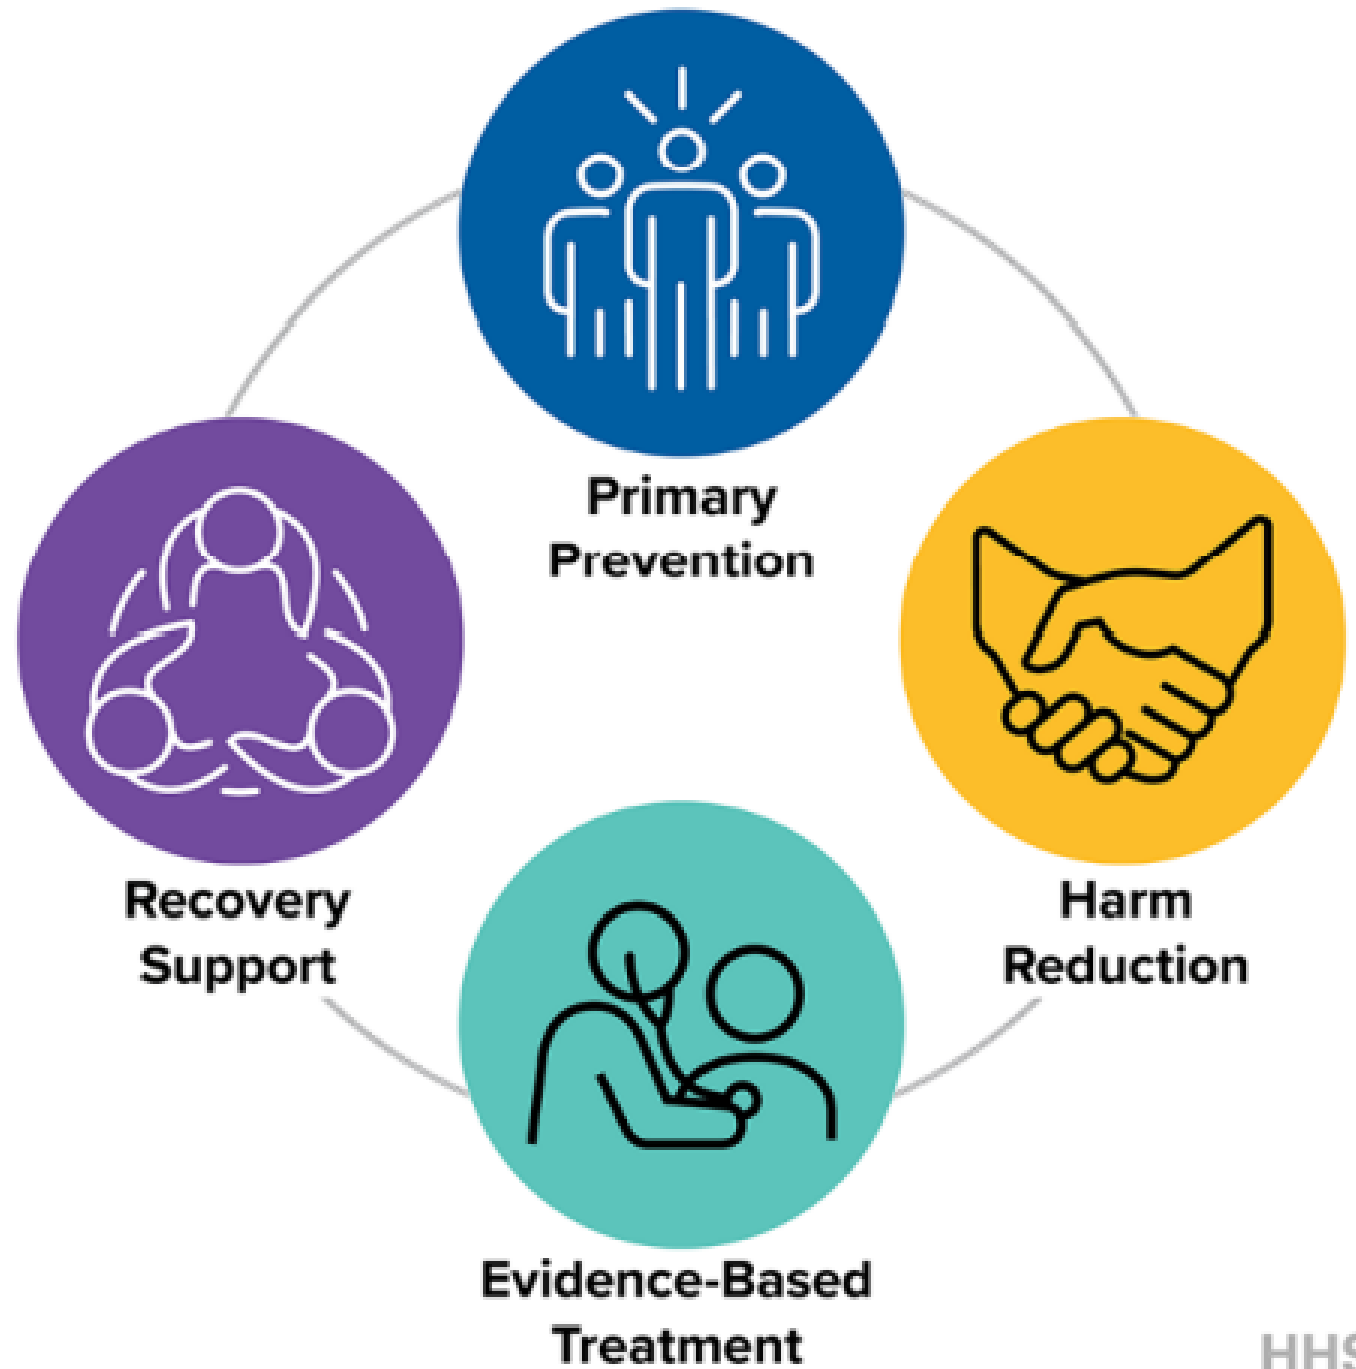 Primary
Prevention
Recovery
Support
Harm
Reduction
Evidence-Based
Treatment